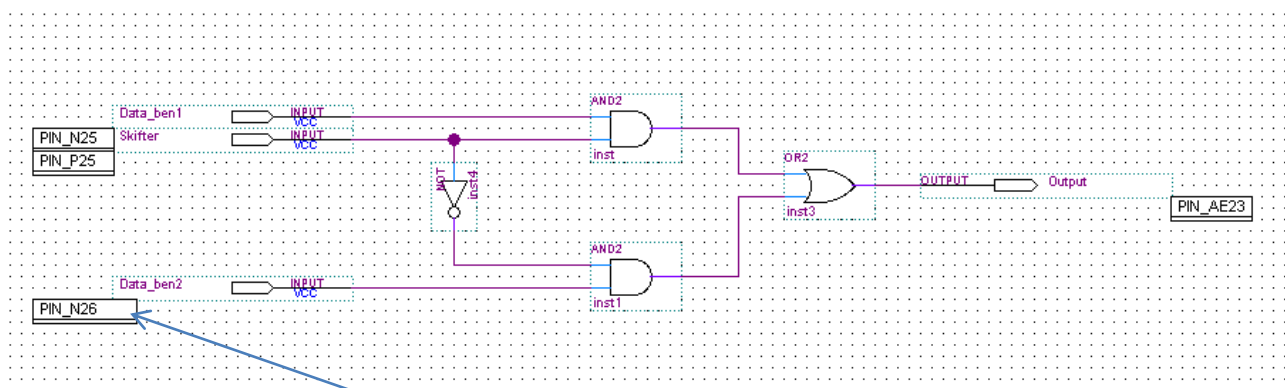 AND2
Data_ben1 INPUT
VCC
PIN_N25 Skifter INPUT
VCC
PIN_P25
inst
OR2
NOT
inst4
OUTPUT Output
inst3
PIN_AE23
AND2
Data_ben2 INPUT
VCC
PIN_N26
inst1